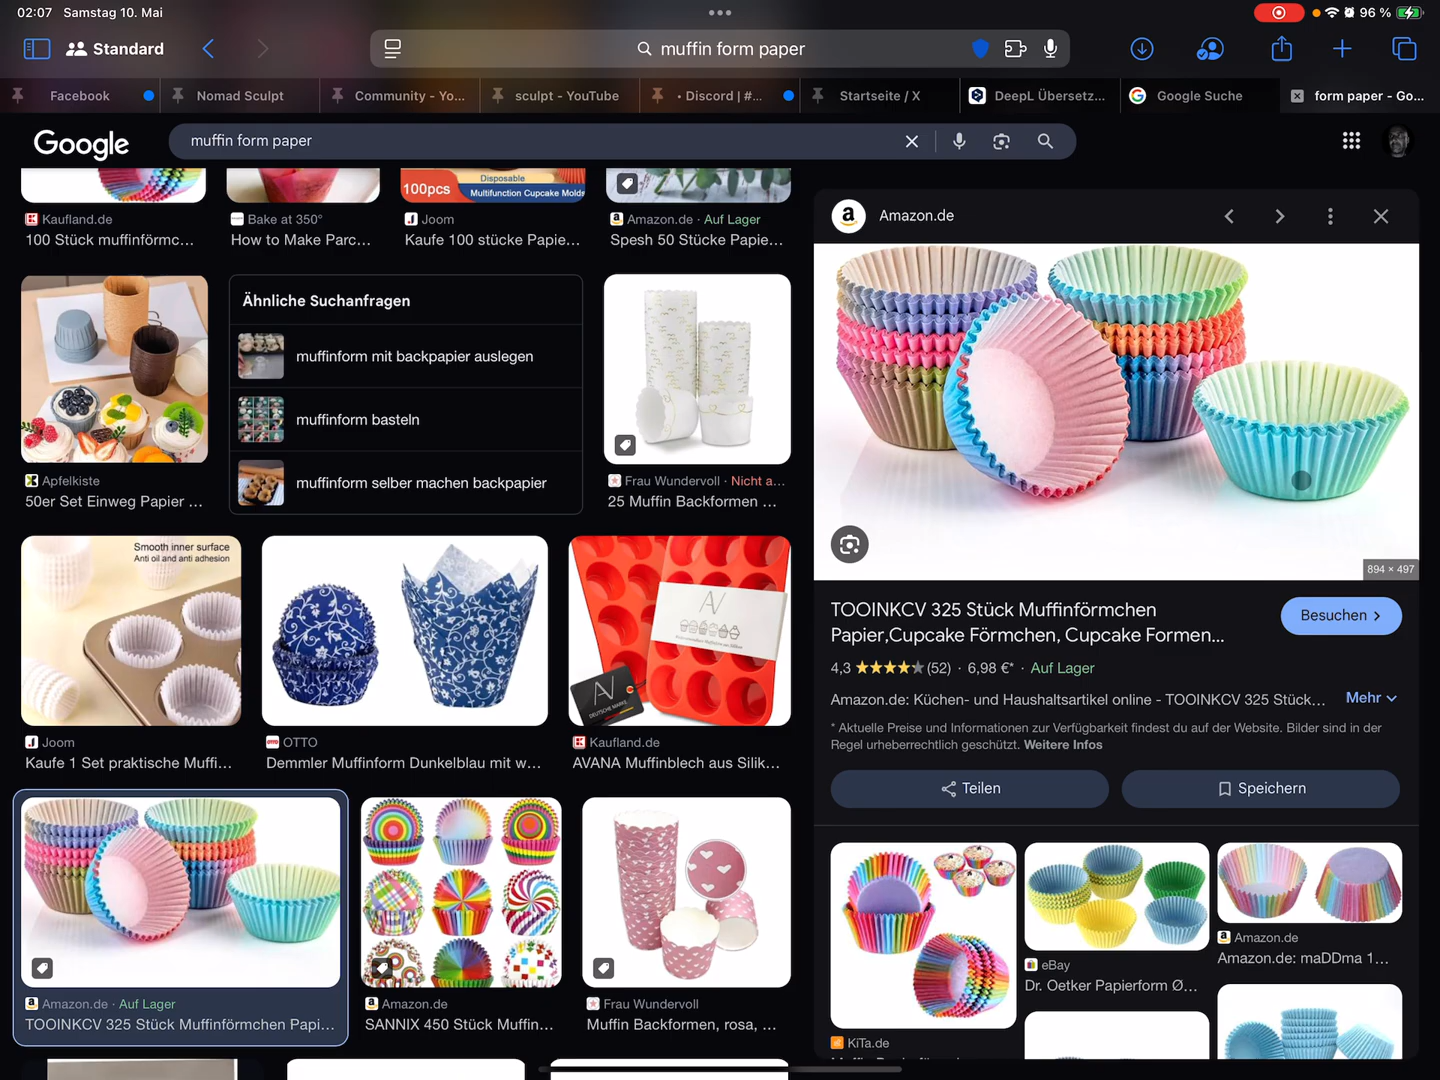 02:07 Samstag 10. Mai
96 %
Standard
muffin form paper
Facebook
Nomad Sculpt
Community - Yo...
sculpt - YouTube
• Discord | #...
Startseite / X
DeepL Übersetz...
Google Suche
form paper - Go...
Google
muffin form paper
100pcs
Disposable
Multifunction Cupcake Molds
Kaufland.de
100 Stück muffinförmc...
Bake at 350°
How to Make Parc...
Joom
Kaufe 100 stücke Papie...
Amazon.de · Auf Lager
Spesh 50 Stücke Papie...
Apfelkiste
50er Set Einweg Papier ...
Ähnliche Suchanfragen
muffinform mit backpapier auslegen
muffinform basteln
muffinform selber machen backpapier
Frau Wundervoll · Nicht a...
25 Muffin Backformen ...
Smooth inner surface
Anti oil and anti adhesion
Joom
Kaufe 1 Set praktische Muffi...
OTTO
Demmler Muffinform Dunkelblau mit w...
AV
AV
DEUTSCHE MARKE
Kaufland.de
AVANA Muffinblech aus Silik...
Amazon.de · Auf Lager
TOOINKCV 325 Stück Muffinförmchen Papi...
Amazon.de
SANNIX 450 Stück Muffin...
Frau Wundervoll
Muffin Backformen, rosa, ...
a
Amazon.de
894 × 497
TOOINKCV 325 Stück Muffinförmchen
Papier,Cupcake Förmchen, Cupcake Formen...
Besuchen
4,3 (52) · 6,98 €* · Auf Lager
Amazon.de: Küchen- und Haushaltsartikel online - TOOINKCV 325 Stück...
Mehr
* Aktuelle Preise und Informationen zur Verfügbarkeit findest du auf der Website. Bilder sind in der
Regel urheberrechtlich geschützt. Weitere Infos
Teilen
Speichern
KiTa.de
eBay
Dr. Oetker Papierform Ø...
Amazon.de
Amazon.de: maDDma 1...